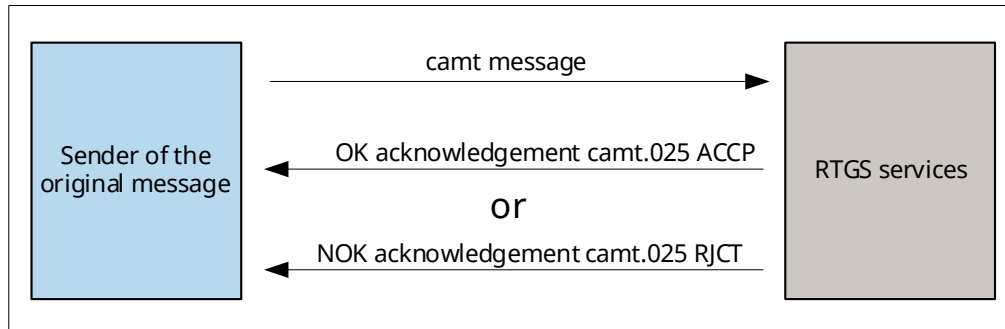 camt message
Sender of the
original message
OK acknowledgement camt.025 ACCP
RTGS services
or
NOK acknowledgement camt.025 RJCT